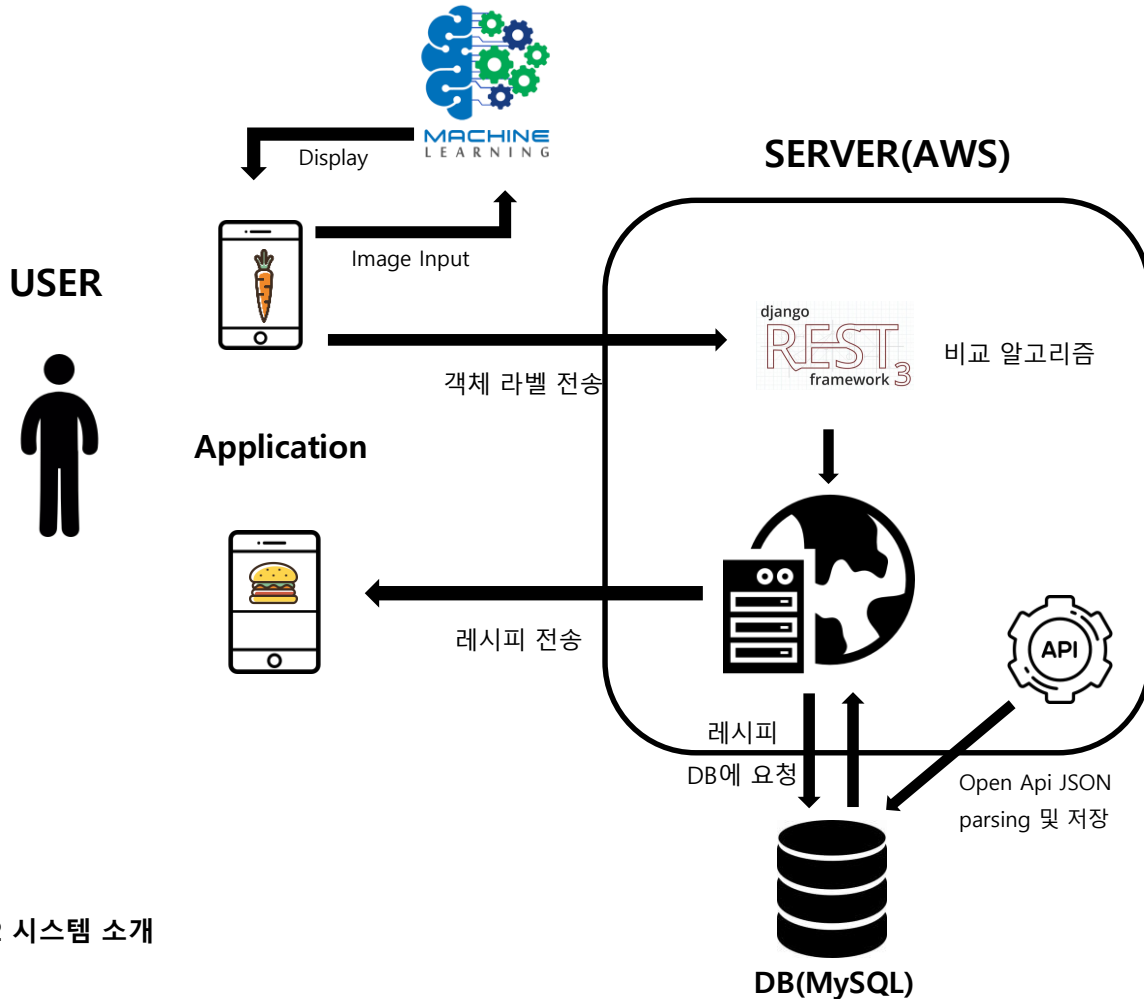 MACHINE
LEARNING
Display
SERVER(AWS)
Image Input
USER
django
REST
framework 3
비교 알고리즘
객체 라벨 전송
Application
레시피 전송
API
레시피
DB에 요청
Open Api JSON
parsing 및 저장
시스템 소개
DB(MySQL)